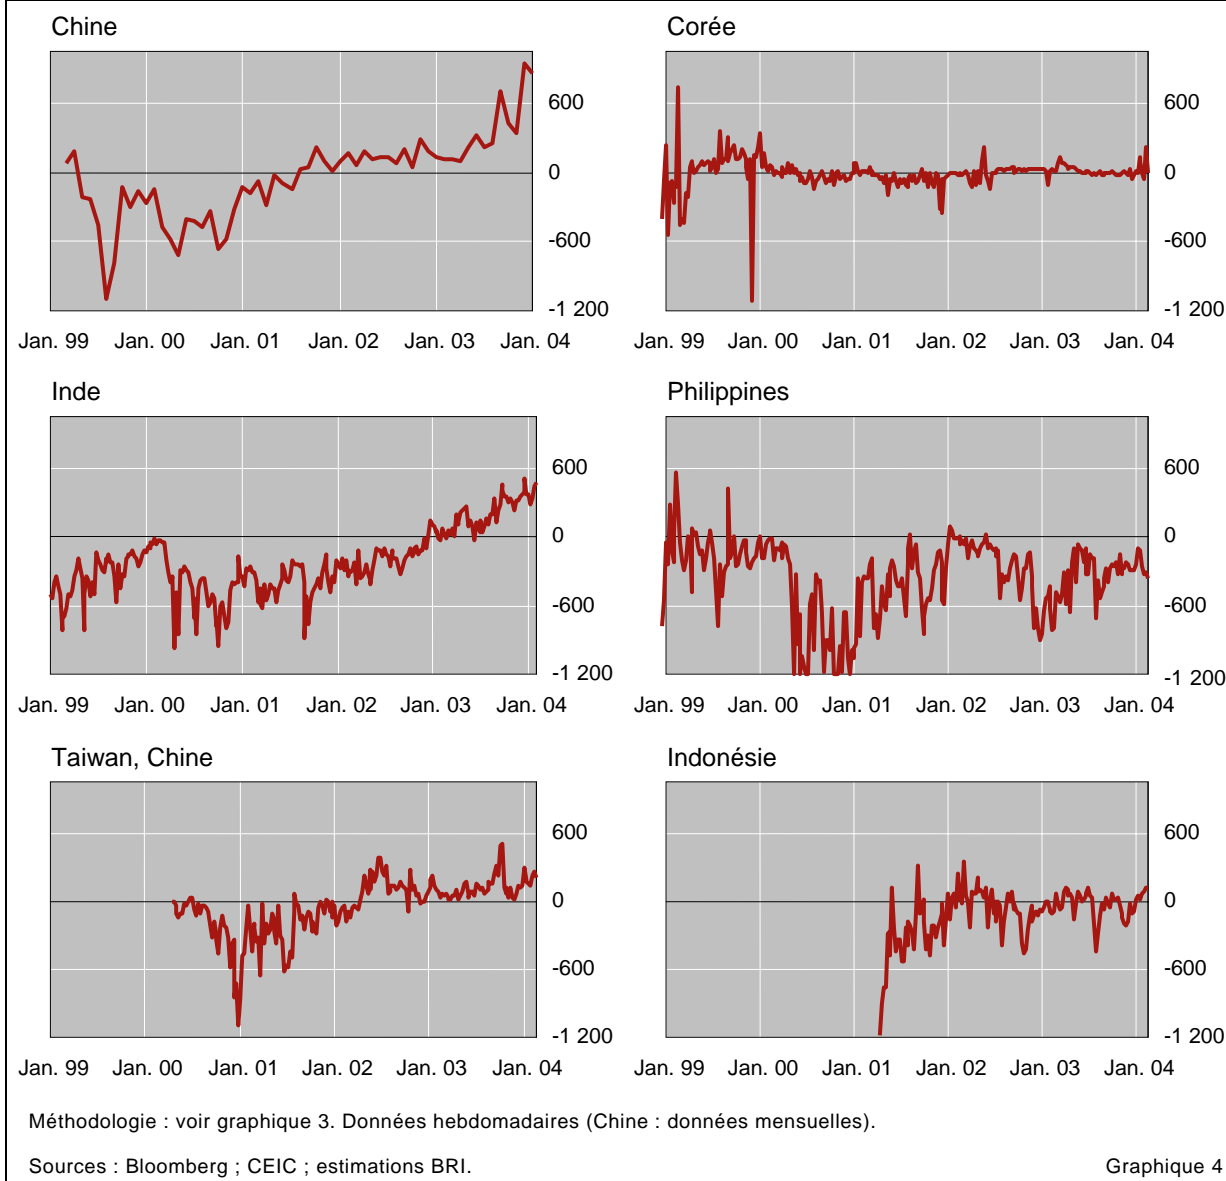 Chine
Corée
600
0
-600
-1 200
600
0
-600
-1 200
Jan. 99 Jan. 00 Jan. 01 Jan. 02 Jan. 03 Jan. 04
Jan. 99 Jan. 00 Jan. 01 Jan. 02 Jan. 03 Jan. 04
Inde
Philippines
600
0
-600
-1 200
600
0
-600
-1 200
Jan. 99 Jan. 00 Jan. 01 Jan. 02 Jan. 03 Jan. 04
Jan. 99 Jan. 00 Jan. 01 Jan. 02 Jan. 03 Jan. 04
Taiwan, Chine
Indonésie
600
0
-600
-1 200
600
0
-600
-1 200
Jan. 99 Jan. 00 Jan. 01 Jan. 02 Jan. 03 Jan. 04
Jan. 99 Jan. 00 Jan. 01 Jan. 02 Jan. 03 Jan. 04
Méthodologie : voir graphique 3. Données hebdomadaires (Chine : données mensuelles).
Sources : Bloomberg ; CEIC ; estimations BRI.
Graphique 4